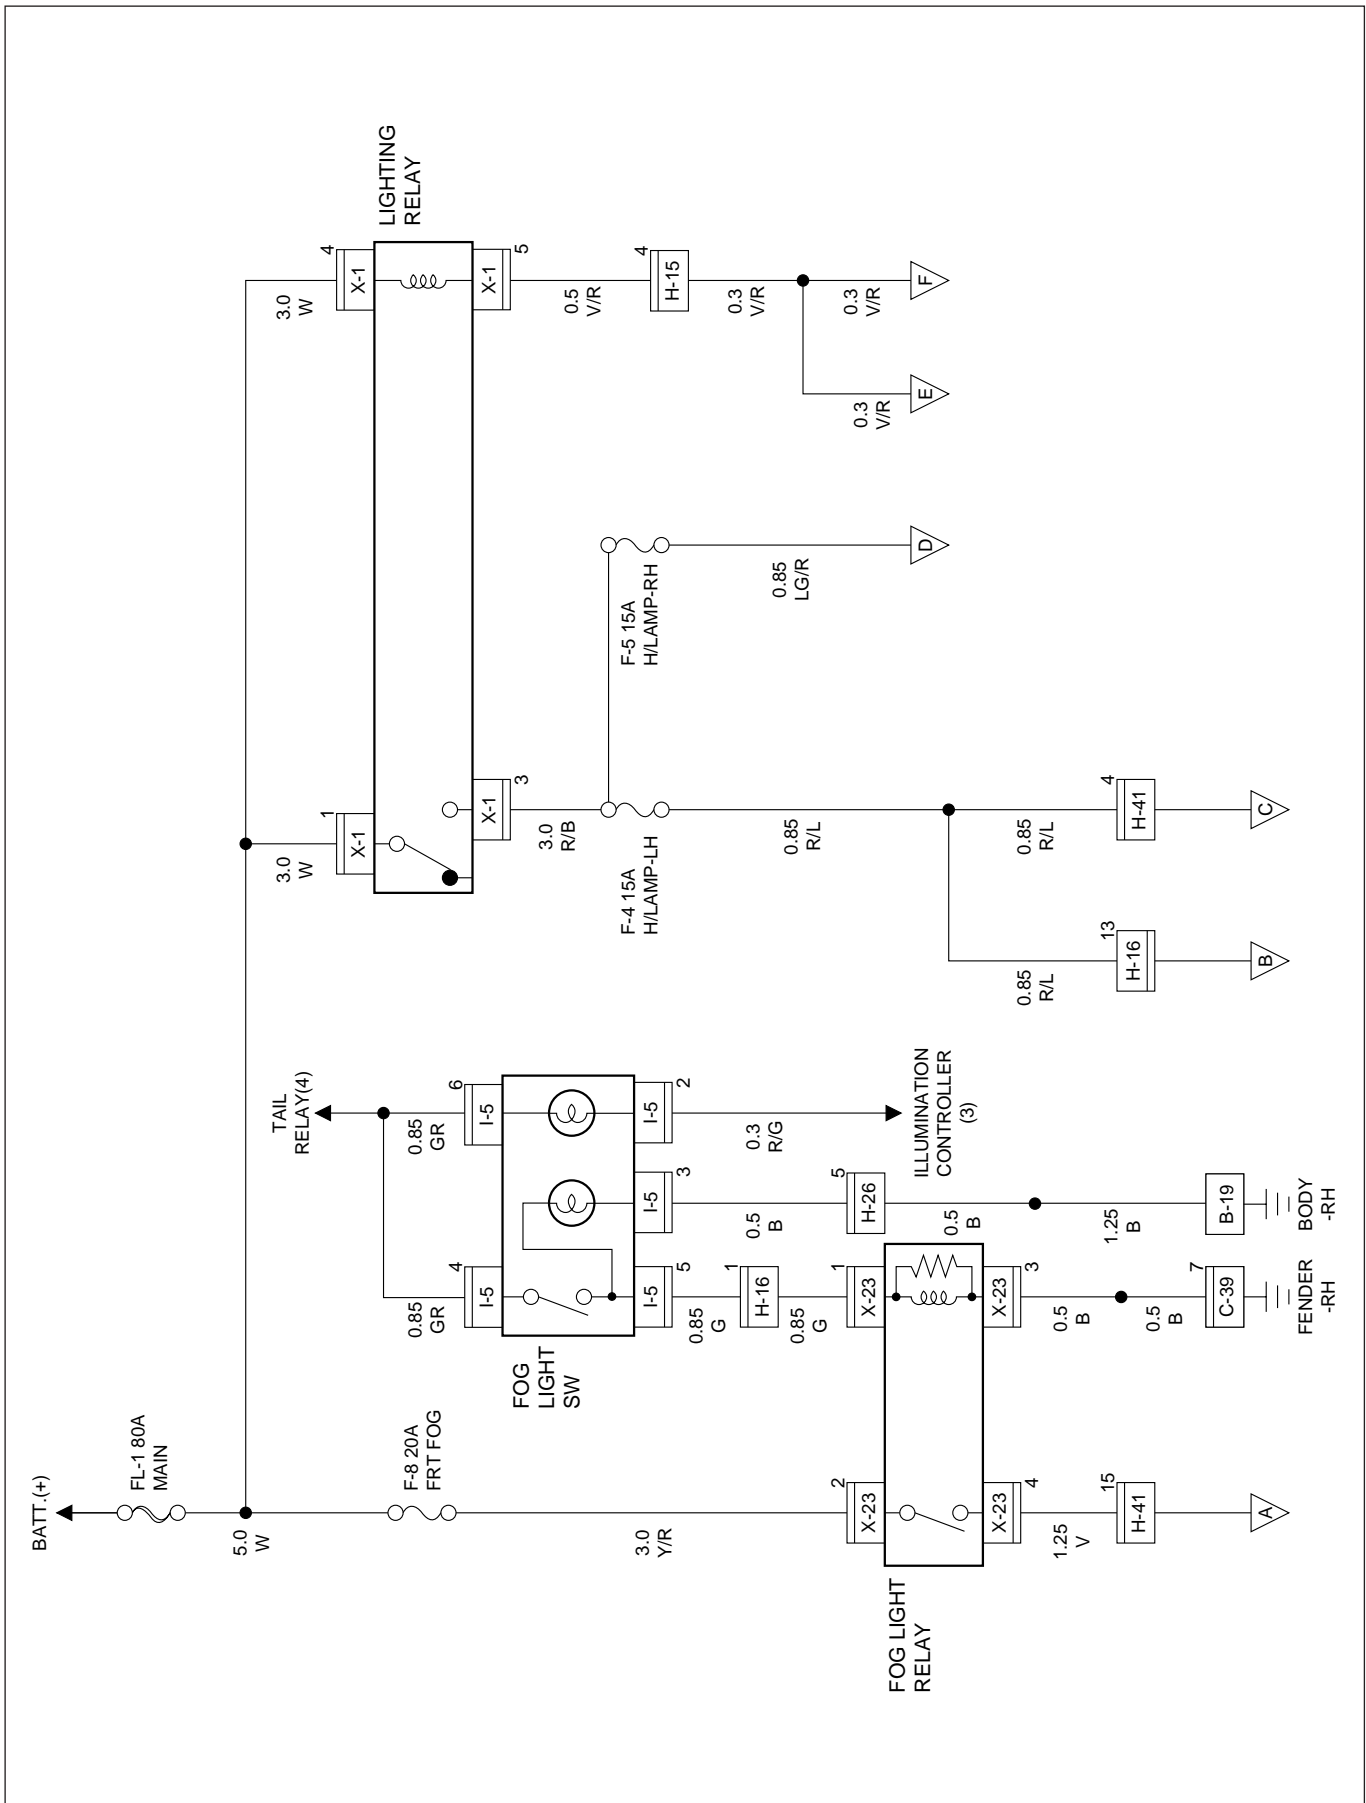 BATT.(+)
FL-1 80A
MAIN
5.0
W
F-8 20A
FRT FOG
3.0
Y/R
2
X-23
X-23
4
FOG LIGHT
RELAY
1.25
V
15
H-41
A
TAIL
RELAY(4)
0.85
GR
0.85
GR
4
I-5
6
I-5
FOG
LIGHT
SW
I-5
5
I-5
3
I-5
2
0.85
G
1
H-16
0.85
G
1
X-23
X-23
3
0.5
B
0.5
B
7
C-39
FENDER
-RH
0.5
B
5
H-26
0.5
B
1.25
B
B-19
BODY
-RH
0.3
R/G
ILLUMINATION
CONTROLLER
(3)
3.0
W
1
X-1
3.0
W
4
X-1
LIGHTING
RELAY
X-1
3
X-1
5
3.0
R/B
F-4 15A
H/LAMP-LH
F-5 15A
H/LAMP-RH
0.85
R/L
0.85
R/L
13
H-16
B
0.85
R/L
4
H-41
C
0.85
LG/R
D
0.5
V/R
4
H-15
0.3
V/R
0.3
V/R
E
0.3
V/R
F